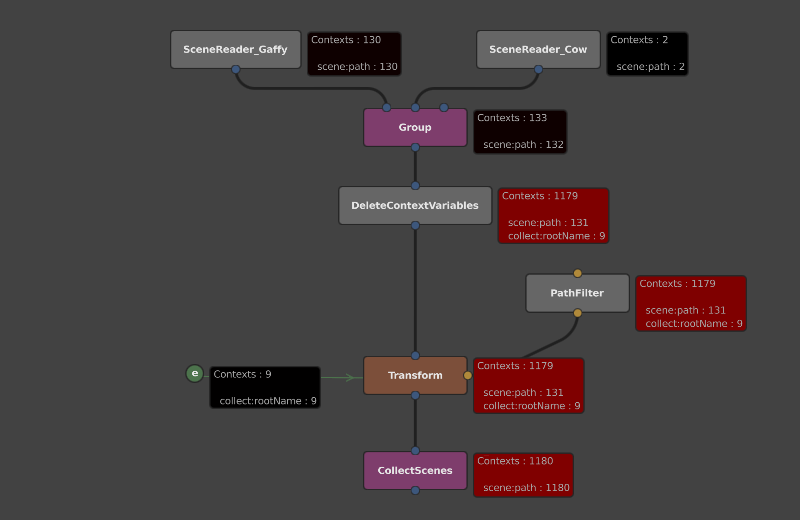 SceneReader_Gaffy
Contexts : 130
scene:path : 130
SceneReader_Cow
Contexts : 2
scene:path : 2
Group
Contexts : 133
scene:path : 132
DeleteContextVariables
Contexts : 1179
scene:path : 131
collect:rootName : 9
PathFilter
Contexts : 1179
scene:path : 131
collect:rootName : 9
e
Contexts : 9
collect:rootName : 9
Transform
Contexts : 1179
scene:path : 131
collect:rootName : 9
CollectScenes
Contexts : 1180
scene:path : 1180